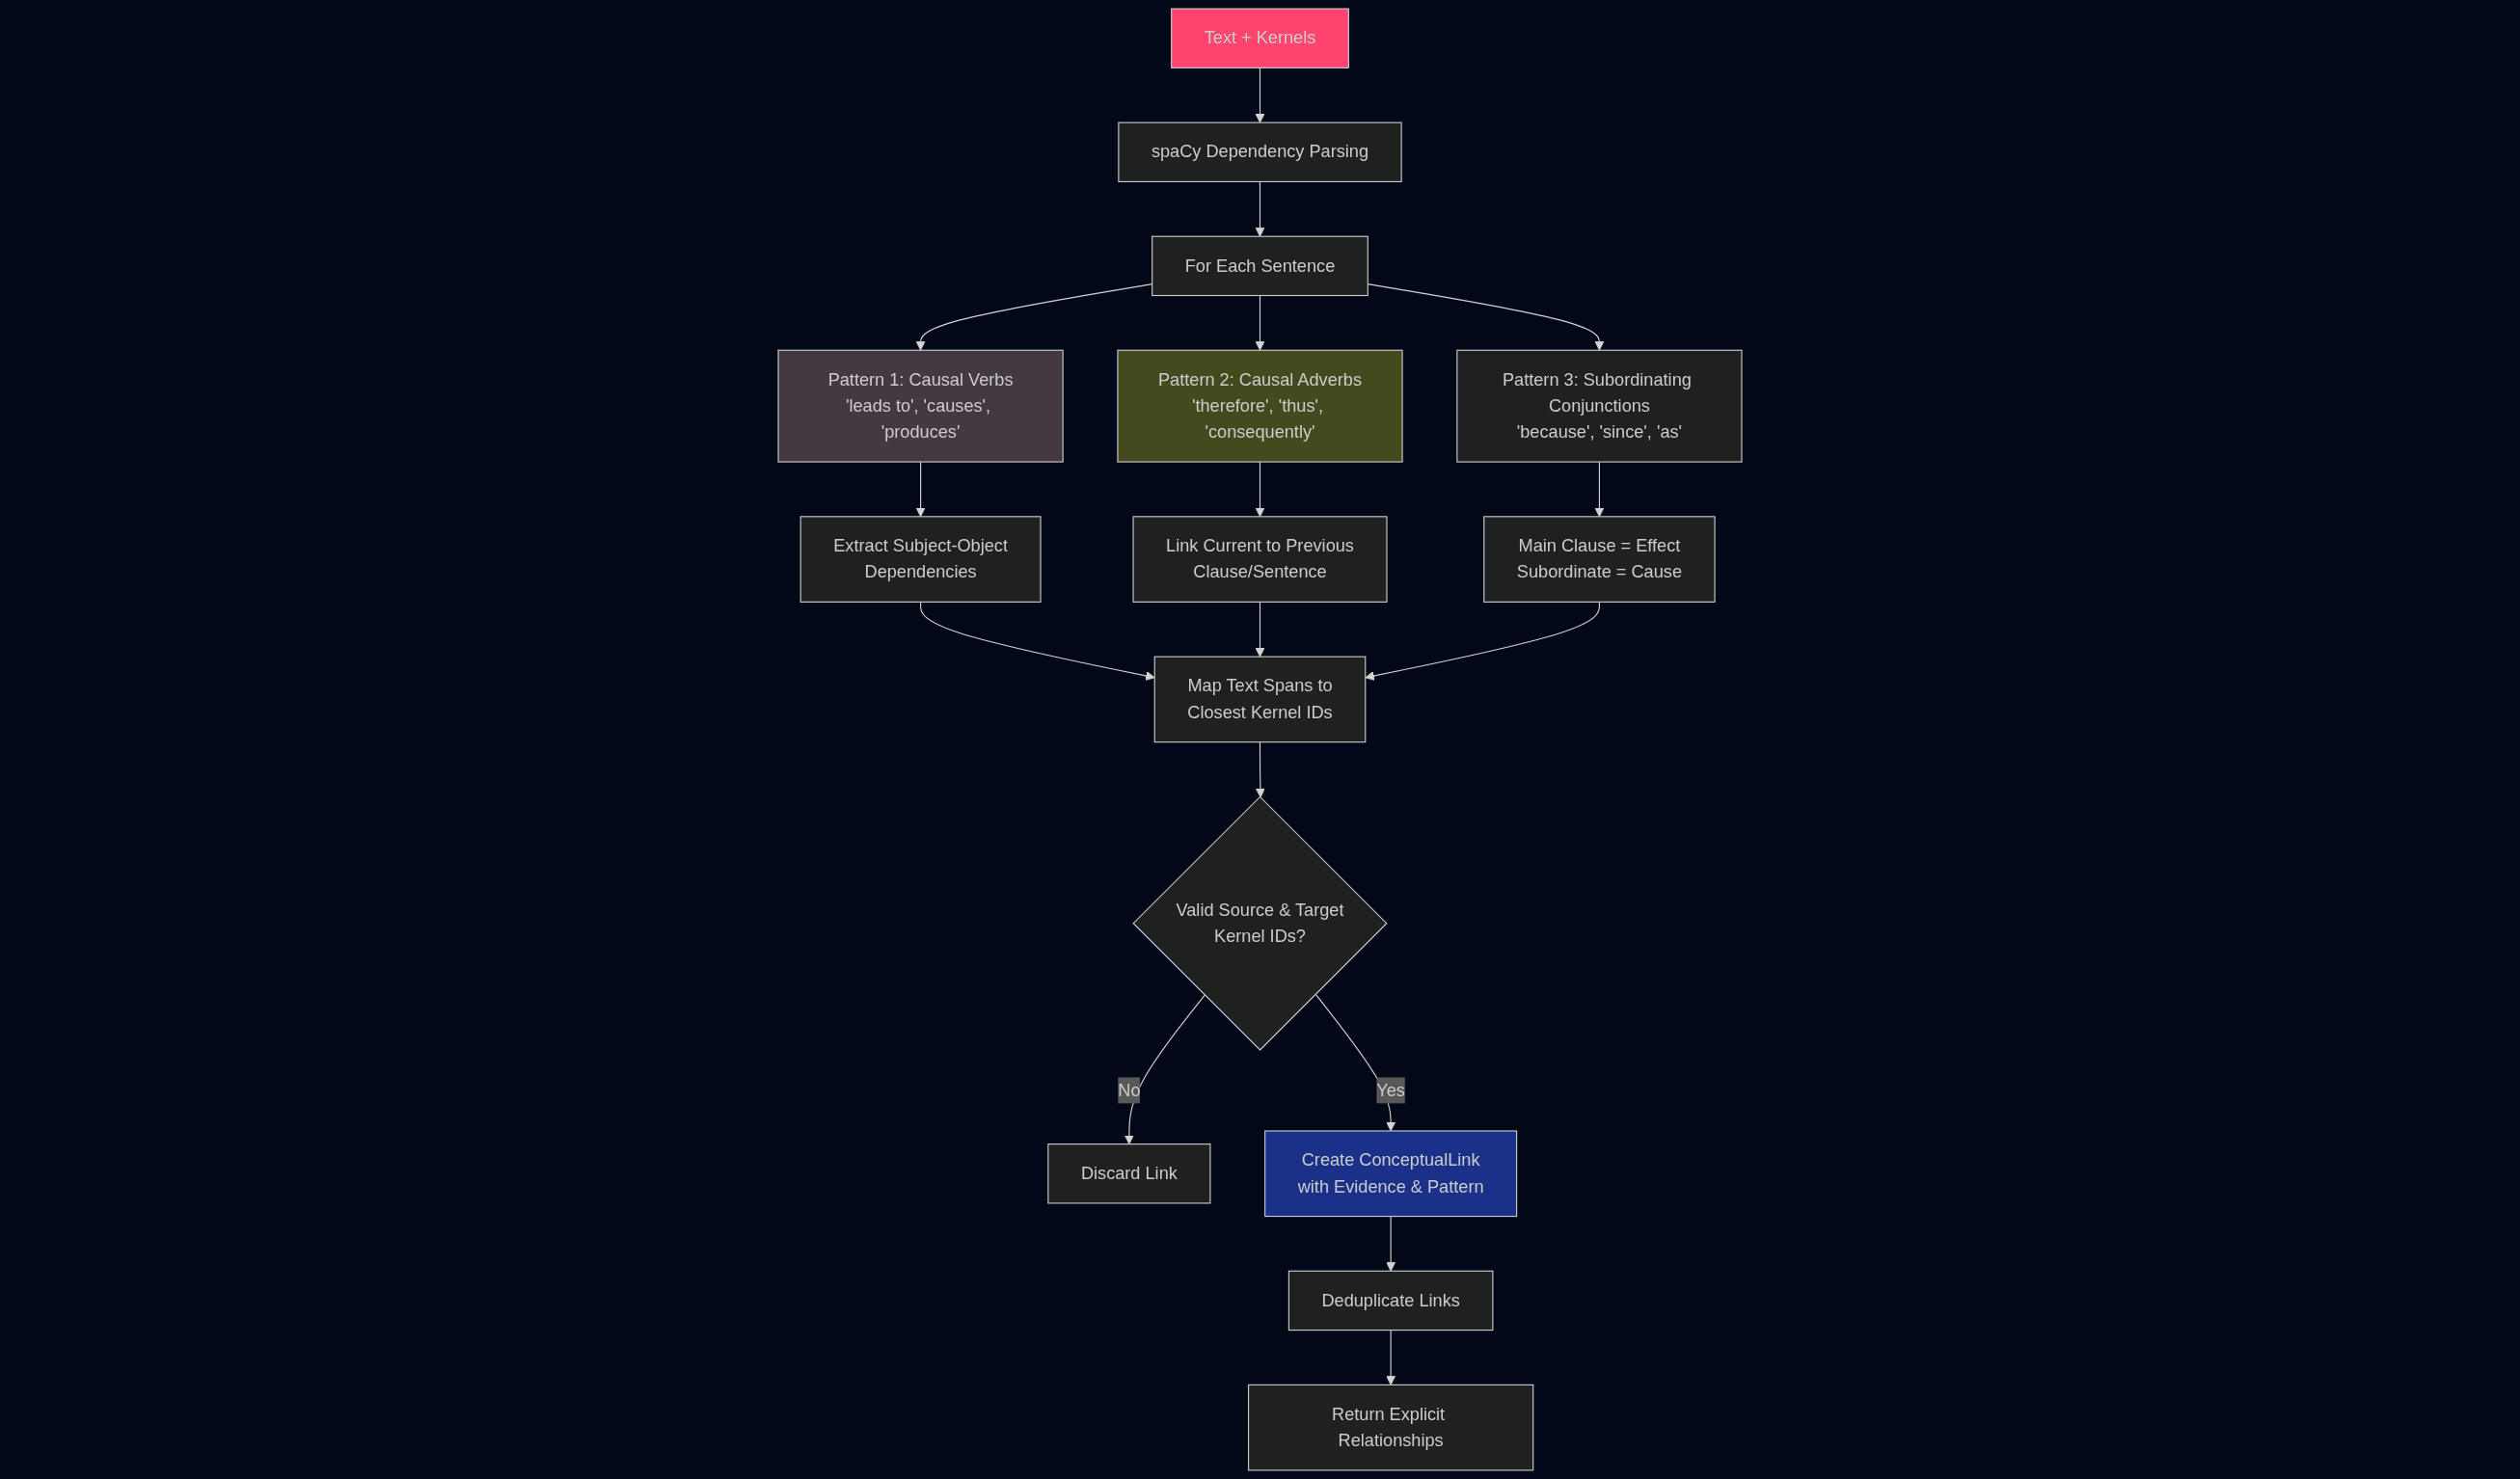 Text + Kernels
spaCy Dependency Parsing
For Each Sentence
Pattern 1: Causal Verbs
'leads to', 'causes',
'produces'
Pattern 2: Causal Adverbs
'therefore', 'thus',
'consequently'
Pattern 3: Subordinating
Conjunctions
'because', 'since', 'as'
Extract Subject-Object
Dependencies
Link Current to Previous
Clause/Sentence
Main Clause = Effect
Subordinate = Cause
Map Text Spans to
Closest Kernel IDs
Valid Source & Target
Kernel IDs?
No
Yes
Discard Link
Create ConceptualLink
with Evidence & Pattern
Deduplicate Links
Return Explicit
Relationships